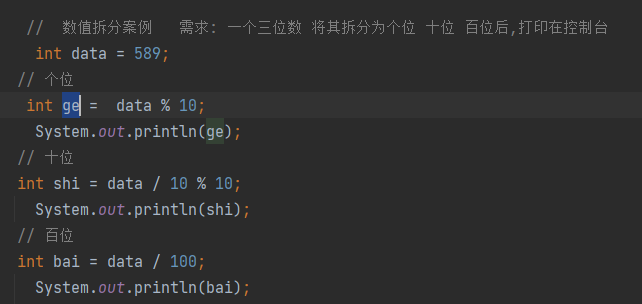 //  数值拆分案例   需求: 一个三位数 将其拆分为个位 十位 百位后,打印在控制台
int data = 589;
// 个位
int ge =  data % 10;
System.out.println(ge);
// 十位
int shi = data / 10 % 10;
System.out.println(shi);
// 百位
int bai = data / 100;
System.out.println(bai);